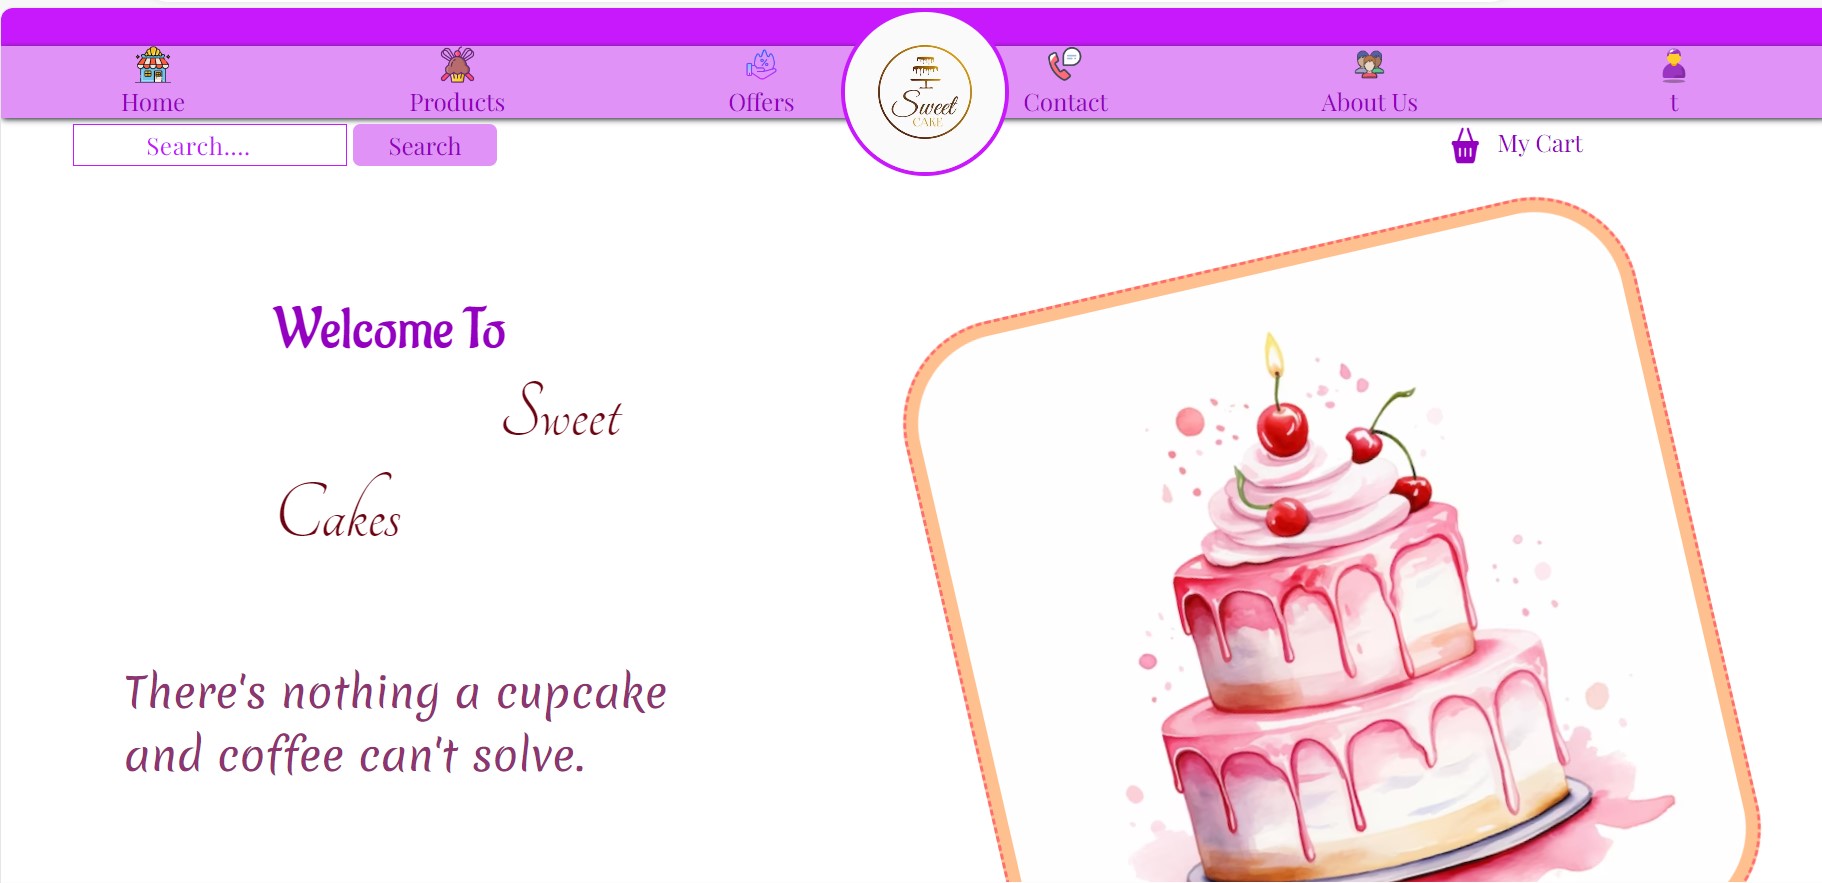 Home
Products
Offers
Sweet
CAKE
Contact
About Us
t
Search....
Search
My Cart
Welcome To
Sweet
Cakes
There's nothing a cupcake
and coffee can't solve.